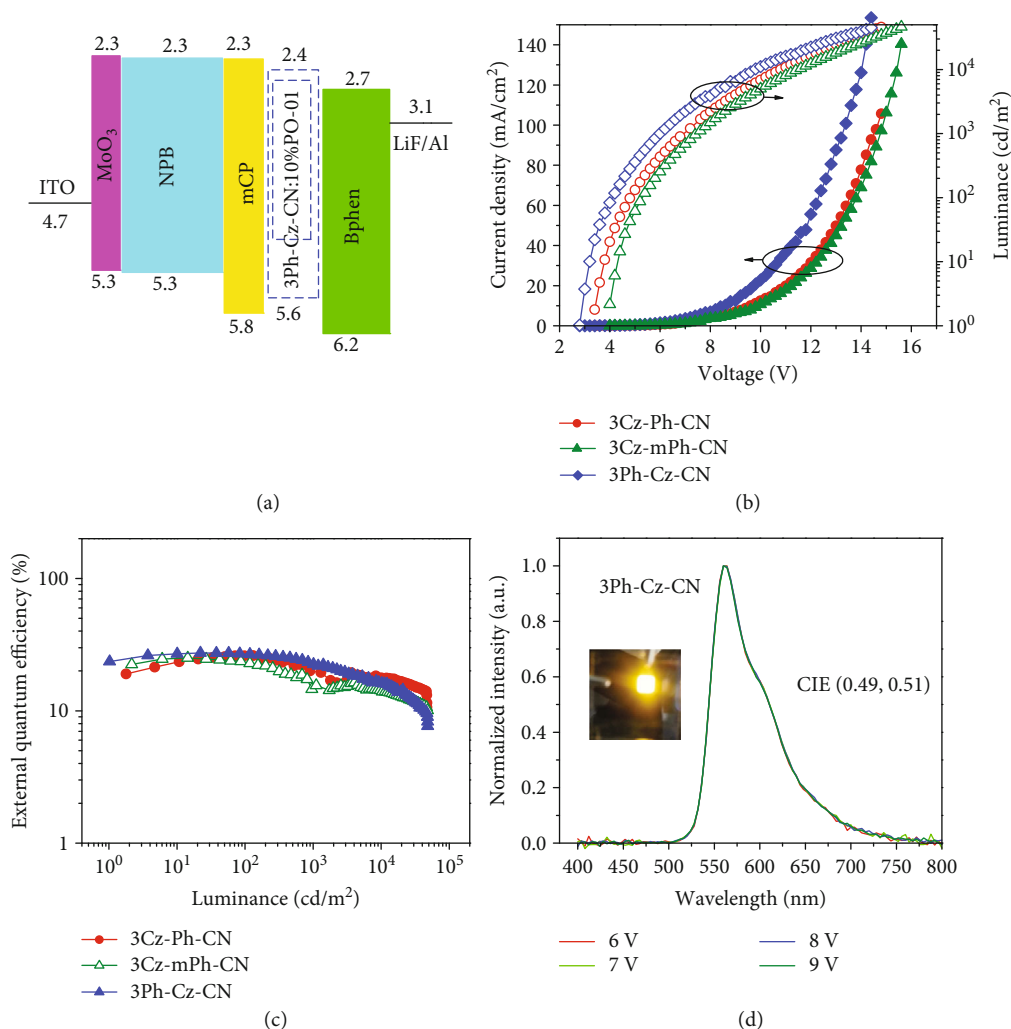 2.3
2.3
2.3
2.4
2.7
3.1
LiF/Al
ITO
4.7
MoO3
NPB
mCP
3Ph-Cz-CN:10%PO-01
Bphen
5.3
5.3
5.8
5.6
6.2
(a)
Current density (mA/cm2)
150
140
120
100
80
60
40
20
0
2
4
6
8
10
12
14
16
Voltage (V)
10^4
10^3
10^2
10^1
10^0
Luminance (cd/m2)
3Cz-Ph-CN
3Cz-mPh-CN
3Ph-Cz-CN
(b)
External quantum efficiency (%)
100
10
1
10^0
10^1
10^2
10^3
10^4
10^5
Luminance (cd/m2)
3Cz-Ph-CN
3Cz-mPh-CN
3Ph-Cz-CN
(c)
Normalized intensity (a.u.)
1.0
0.8
0.6
0.4
0.2
0.0
3Ph-Cz-CN
CIE (0.49, 0.51)
400
450
500
550
600
650
700
750
800
Wavelength (nm)
6 V
8 V
7 V
9 V
(d)